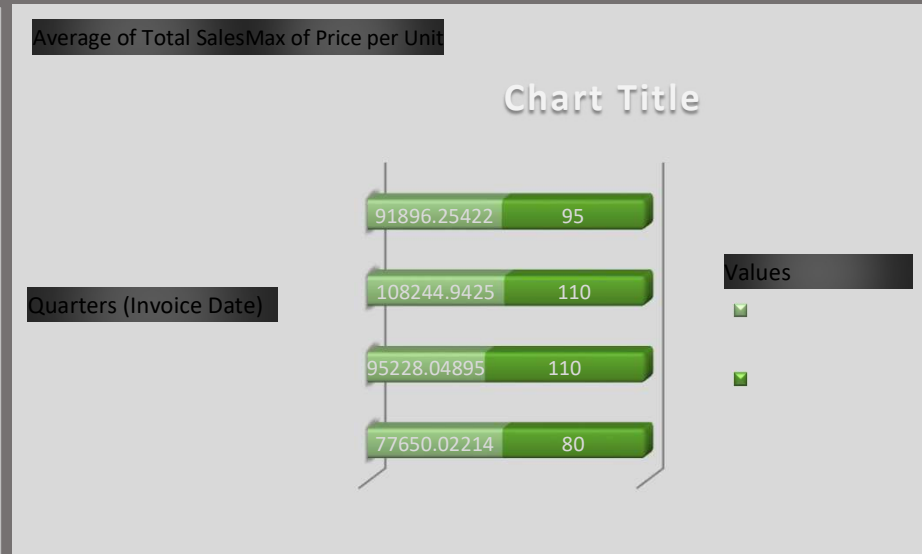 Average of Total SalesMax of Price per Unit
Chart Title
91896.25422 95
108244.9425 110
Values
Quarters (Invoice Date)
95228.04895 110
77650.02214 80